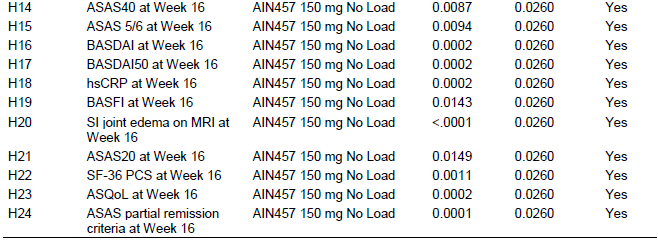 H14 ASAS40 at Week 16 AIN457 150 mg No Load 0.0087 0.0260 Yes
H15 ASAS 5/6 at Week 16 AIN457 150 mg No Load 0.0094 0.0260 Yes
H16 BASDAI at Week 16 AIN457 150 mg No Load 0.0002 0.0260 Yes
H17 BASDAI50 at Week 16 AIN457 150 mg No Load 0.0002 0.0260 Yes
H18 hsCRP at Week 16 AIN457 150 mg No Load 0.0002 0.0260 Yes
H19 BASFI at Week 16 AIN457 150 mg No Load 0.0143 0.0260 Yes
H20 SI joint edema on MRI at AIN457 150 mg No Load <.0001 0.0260 Yes
Week 16
H21 ASAS20 at Week 16 AIN457 150 mg No Load 0.0149 0.0260 Yes
H22 SF-36 PCS at Week 16 AIN457 150 mg No Load 0.0011 0.0260 Yes
H23 ASQoL at Week 16 AIN457 150 mg No Load 0.0002 0.0260 Yes
H24 ASAS partial remission AIN457 150 mg No Load 0.0001 0.0260 Yes
criteria at Week 16